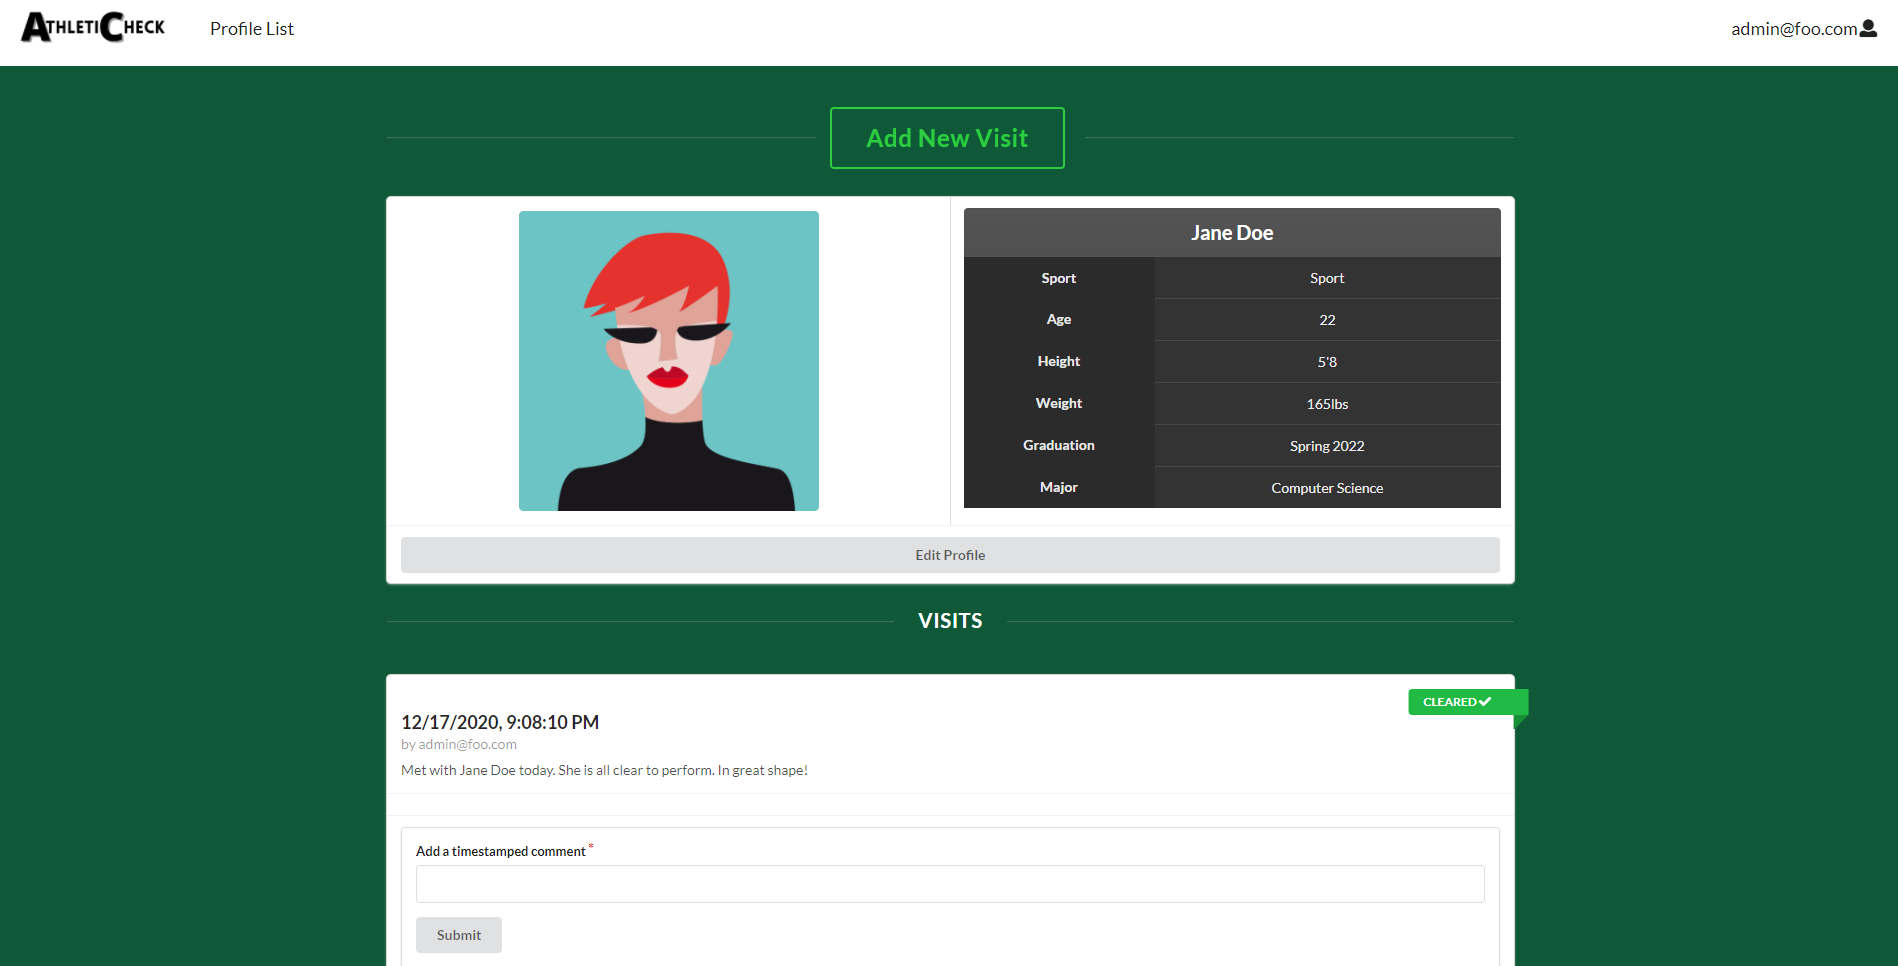 ATHLETICHECK Profile List admin@foo.com
Add New Visit
Jane Doe
Sport Sport
Age 22
Height 5'8
Weight 165lbs
Graduation Spring 2022
Major Computer Science
Edit Profile
VISITS
CLEARED
12/17/2020, 9:08:10 PM
by admin@foo.com
Met with Jane Doe today. She is all clear to perform. In great shape!
Add a timestamped comment *
Submit